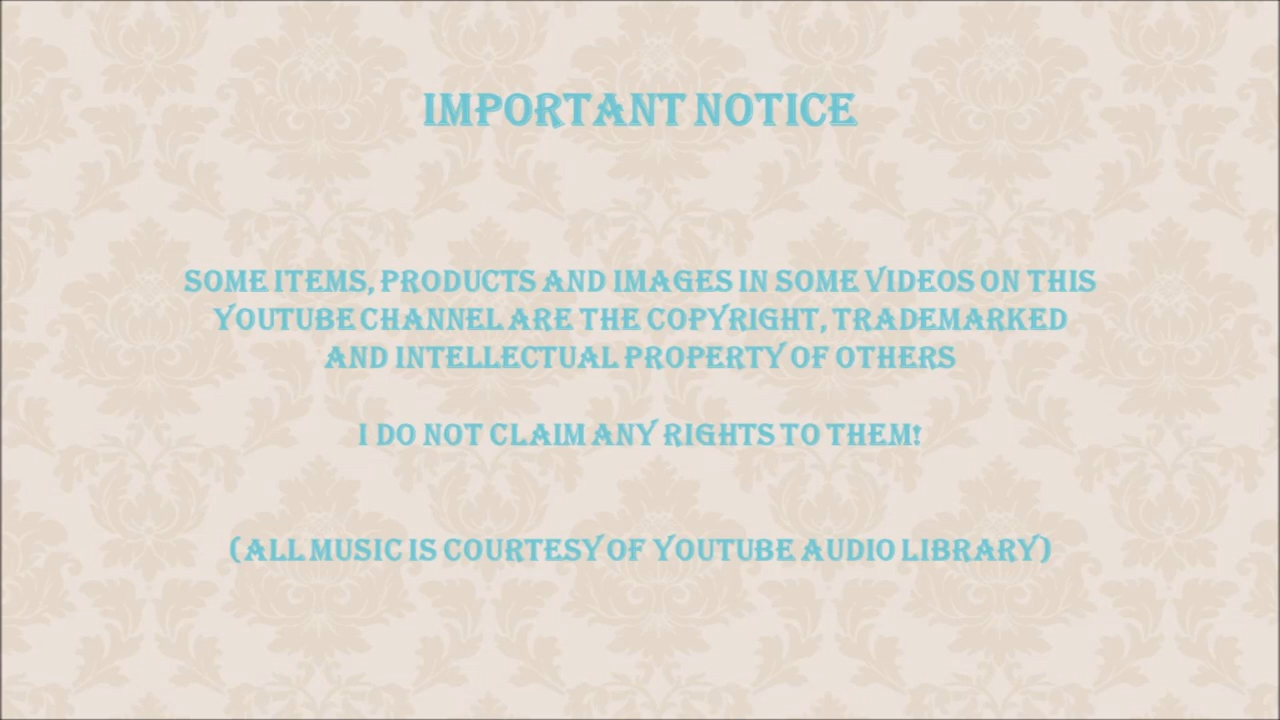 IMPORTANT NOTICE
SOME ITEMS, PRODUCTS AND IMAGES IN SOME VIDEOS ON THIS
YOUTUBE CHANNEL ARE THE COPYRIGHT, TRADEMARKED
AND INTELLECTUAL PROPERTY OF OTHERS
I DO NOT CLAIM ANY RIGHTS TO THEM!
(ALL MUSIC IS COURTESY OF YOUTUBE AUDIO LIBRARY)